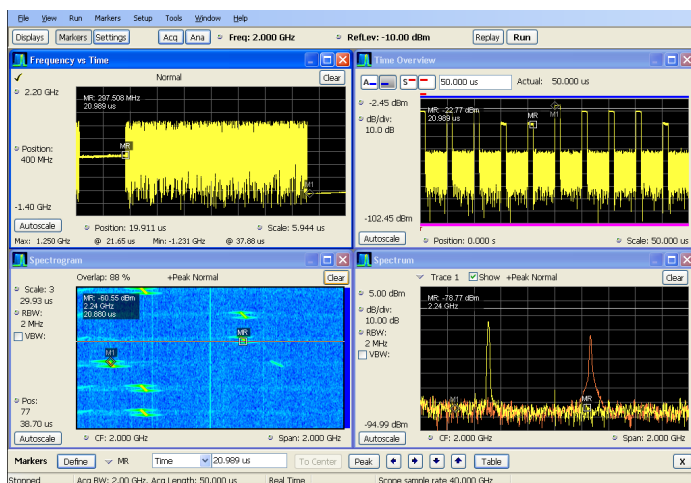 File View Run Markers Setup Tools Window Help
Displays Markers Settings Acq Ana Freq: 2.000 GHz RefLev: -10.00 dBm Replay Run
Frequency vs Time
Normal Clear
2.20 GHz
MR: 297.508 MHz
20.989 us
Position:
400 MHz
MR
M1
-1.40 GHz
Autoscale Position: 19.911 us Scale: 5.944 us
Max: 1.250 GHz @ 21.65 us Min: -1.231 GHz @ 37.88 us
Time Overview
A S 50.000 us Actual: 50.000 us
-2.45 dBm
MR: -22.77 dBm
20.989 us
dB/div:
10.0 dB
MR
M1
-102.45 dBm
Autoscale Position: 0.000 s Scale: 50.000 us
Spectrogram
Overlap: 88 % +Peak Normal Clear
Scale: 3
29.93 us
MR: -60.55 dBm
2.24 GHz
20.880 us
RBW:
2 MHz
VBW:
MR
M1
Pos:
77
38.70 us
Autoscale CF: 2.000 GHz Span: 2.000 GHz
Spectrum
Trace 1 Show +Peak Normal Clear
5.00 dBm
MR: -78.77 dBm
2.24 GHz
dB/div:
10.00 dB
RBW:
2 MHz
VBW:
M1
MR
-94.99 dBm
Autoscale CF: 2.000 GHz Span: 2.000 GHz
Markers Define MR Time 20.989 us To Center Peak Table X
Stopped Acq BW: 2.00 GHz, Acq Length: 50.000 us Real Time Scope sample rate 40.000 GHz